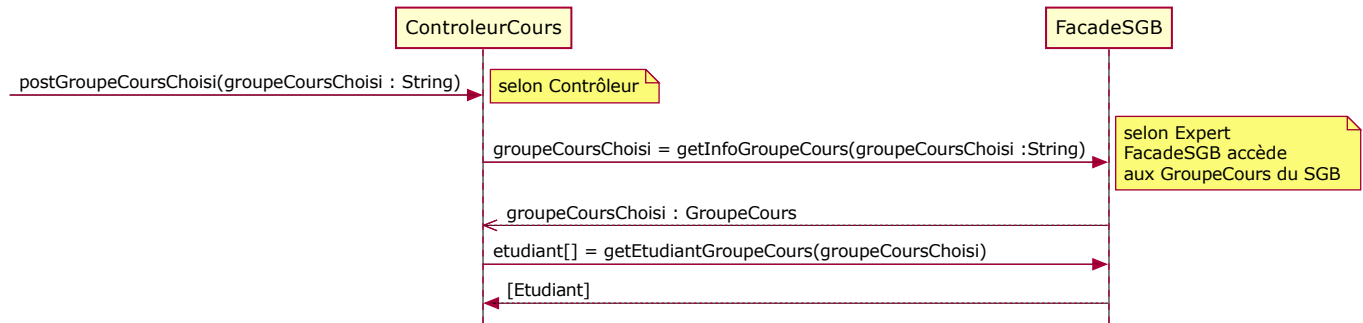 ControleurCours
FacadeSGB
postGroupeCoursChoisi(groupeCoursChoisi : String)
selon Contrôleur
groupeCoursChoisi = getInfoGroupeCours(groupeCoursChoisi :String)
selon Expert
FacadeSGB accède
aux GroupeCours du SGB
groupeCoursChoisi : GroupeCours
etudiant[] = getEtudiantGroupeCours(groupeCoursChoisi)
[Etudiant]